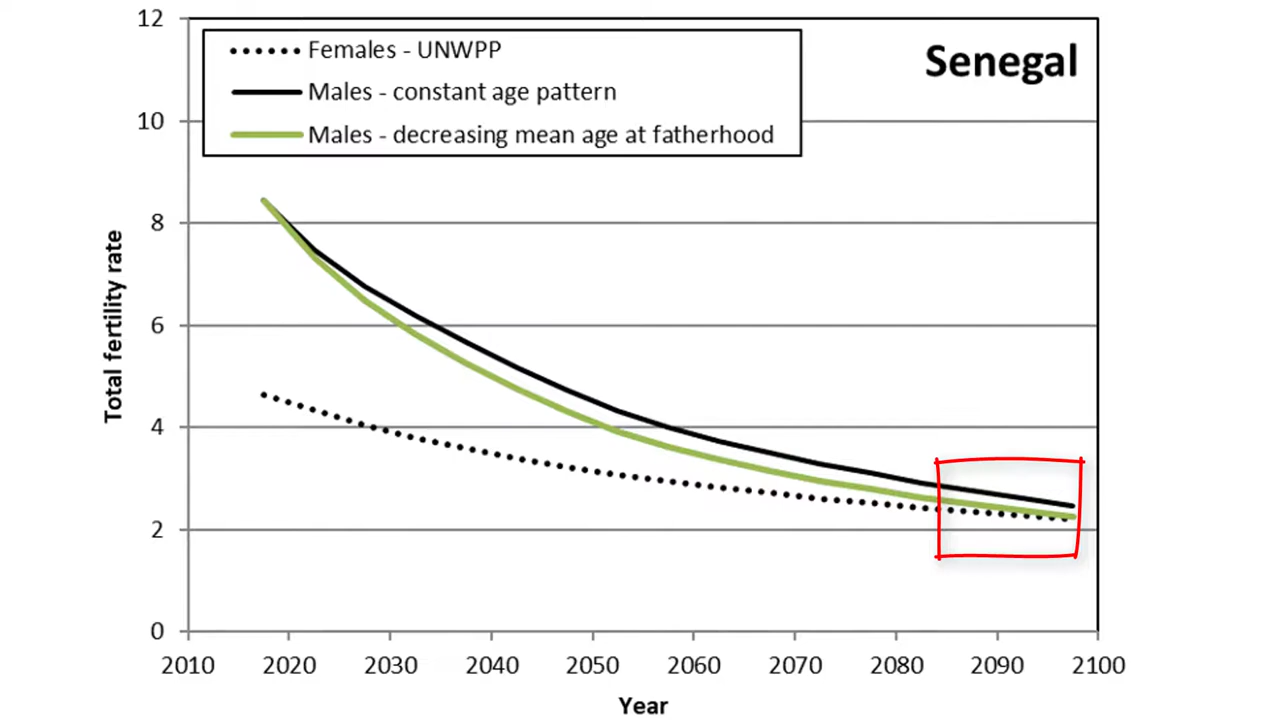 12
Females - UNWPP
Senegal
Males - constant age pattern
10
Males - decreasing mean age at fatherhood
8
Total fertility rate
6
4
2
0
2010 2020 2030 2040 2050 2060 2070 2080 2090 2100
Year